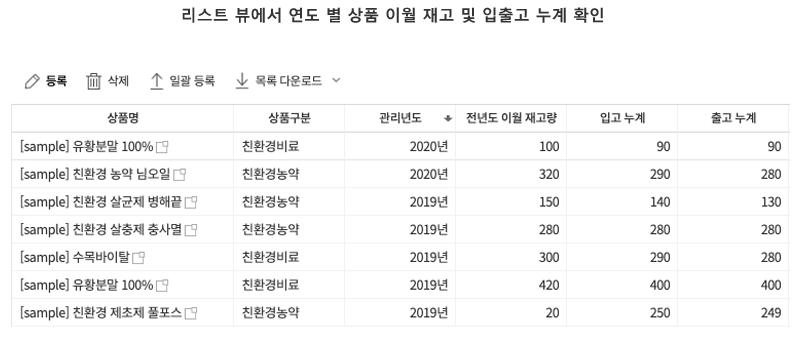 리스트 뷰에서 연도 별 상품 이월 재고 및 입출고 누계 확인
등록 삭제 일괄 등록 목록 다운로드
상품명 상품구분 관리년도 전년도 이월 재고량 입고 누계 출고 누계
[sample] 유황분말 100% 친환경비료 2020년 100 90 90
[sample] 친환경 농약 님오일 친환경농약 2020년 320 290 280
[sample] 친환경 살균제 병해끝 친환경농약 2019년 150 140 130
[sample] 친환경 살충제 충사멸 친환경농약 2019년 280 280 280
[sample] 수목바이탈 친환경비료 2019년 300 290 280
[sample] 유황분말 100% 친환경비료 2019년 420 400 400
[sample] 친환경 제초제 풀포스 친환경농약 2019년 20 250 249